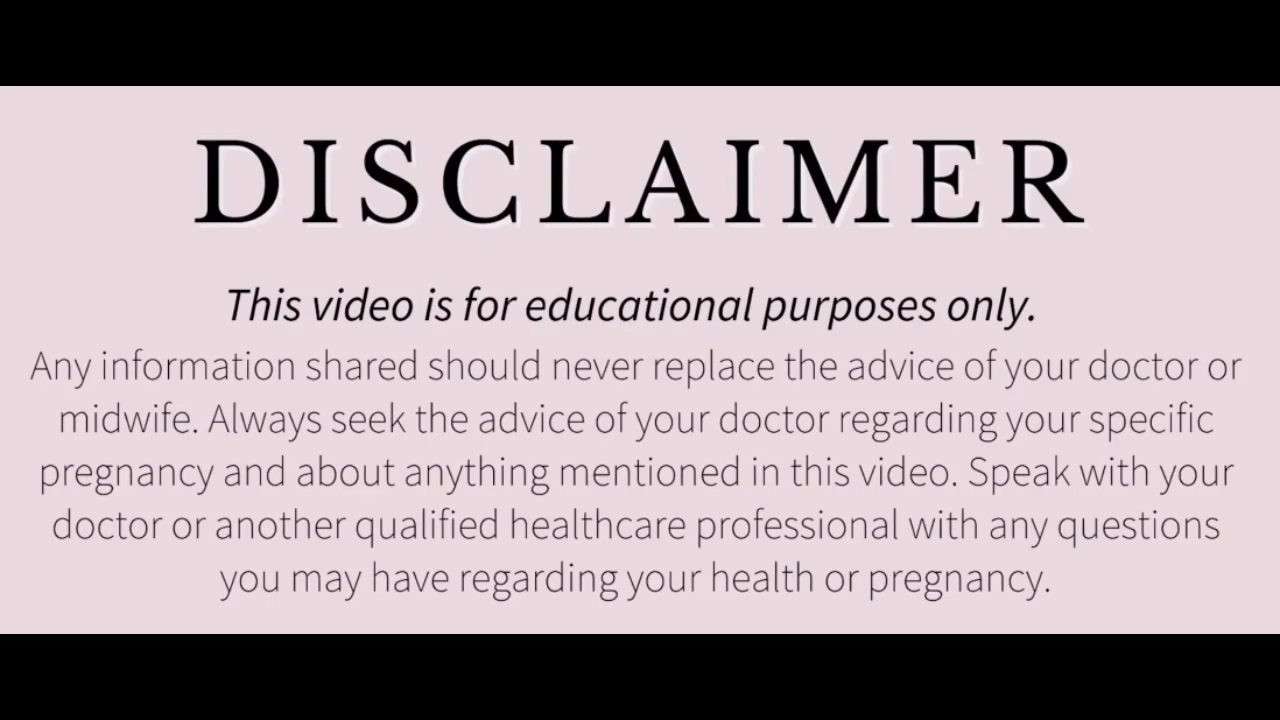 DISCLAIMER
This video is for educational purposes only.
Any information shared should never replace the advice of your doctor or
midwife. Always seek the advice of your doctor regarding your specific
pregnancy and about anything mentioned in this video. Speak with your
doctor or another qualified healthcare professional with any questions
you may have regarding your health or pregnancy.